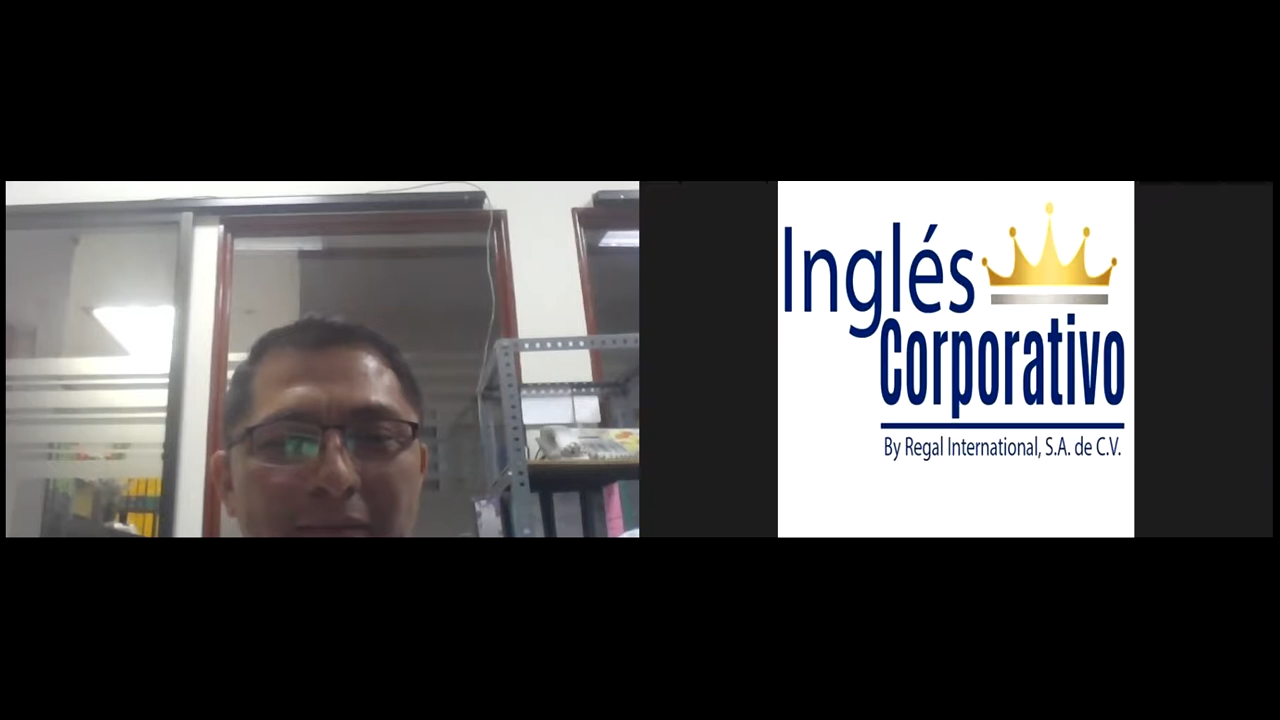 Inglés
Corporativo
By Regal International, S.A. de C.V.